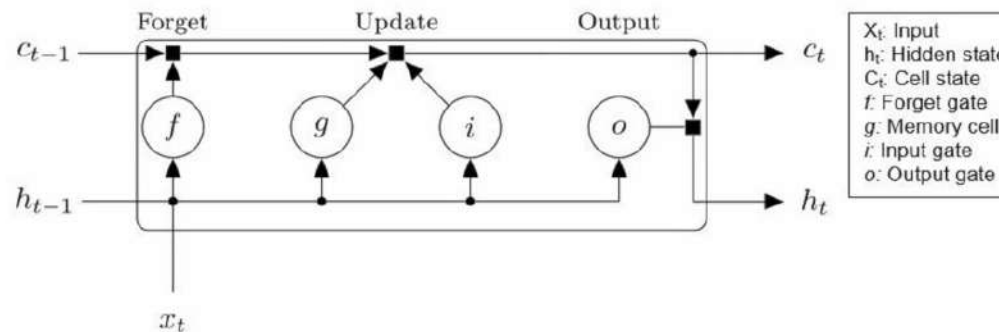 Forget Update Output
c_{t-1} c_t
f g i o
h_{t-1} h_t
x_t
X_t: Input
h_t: Hidden state
C_t: Cell state
f: Forget gate
g: Memory cell
i: Input gate
o: Output gate